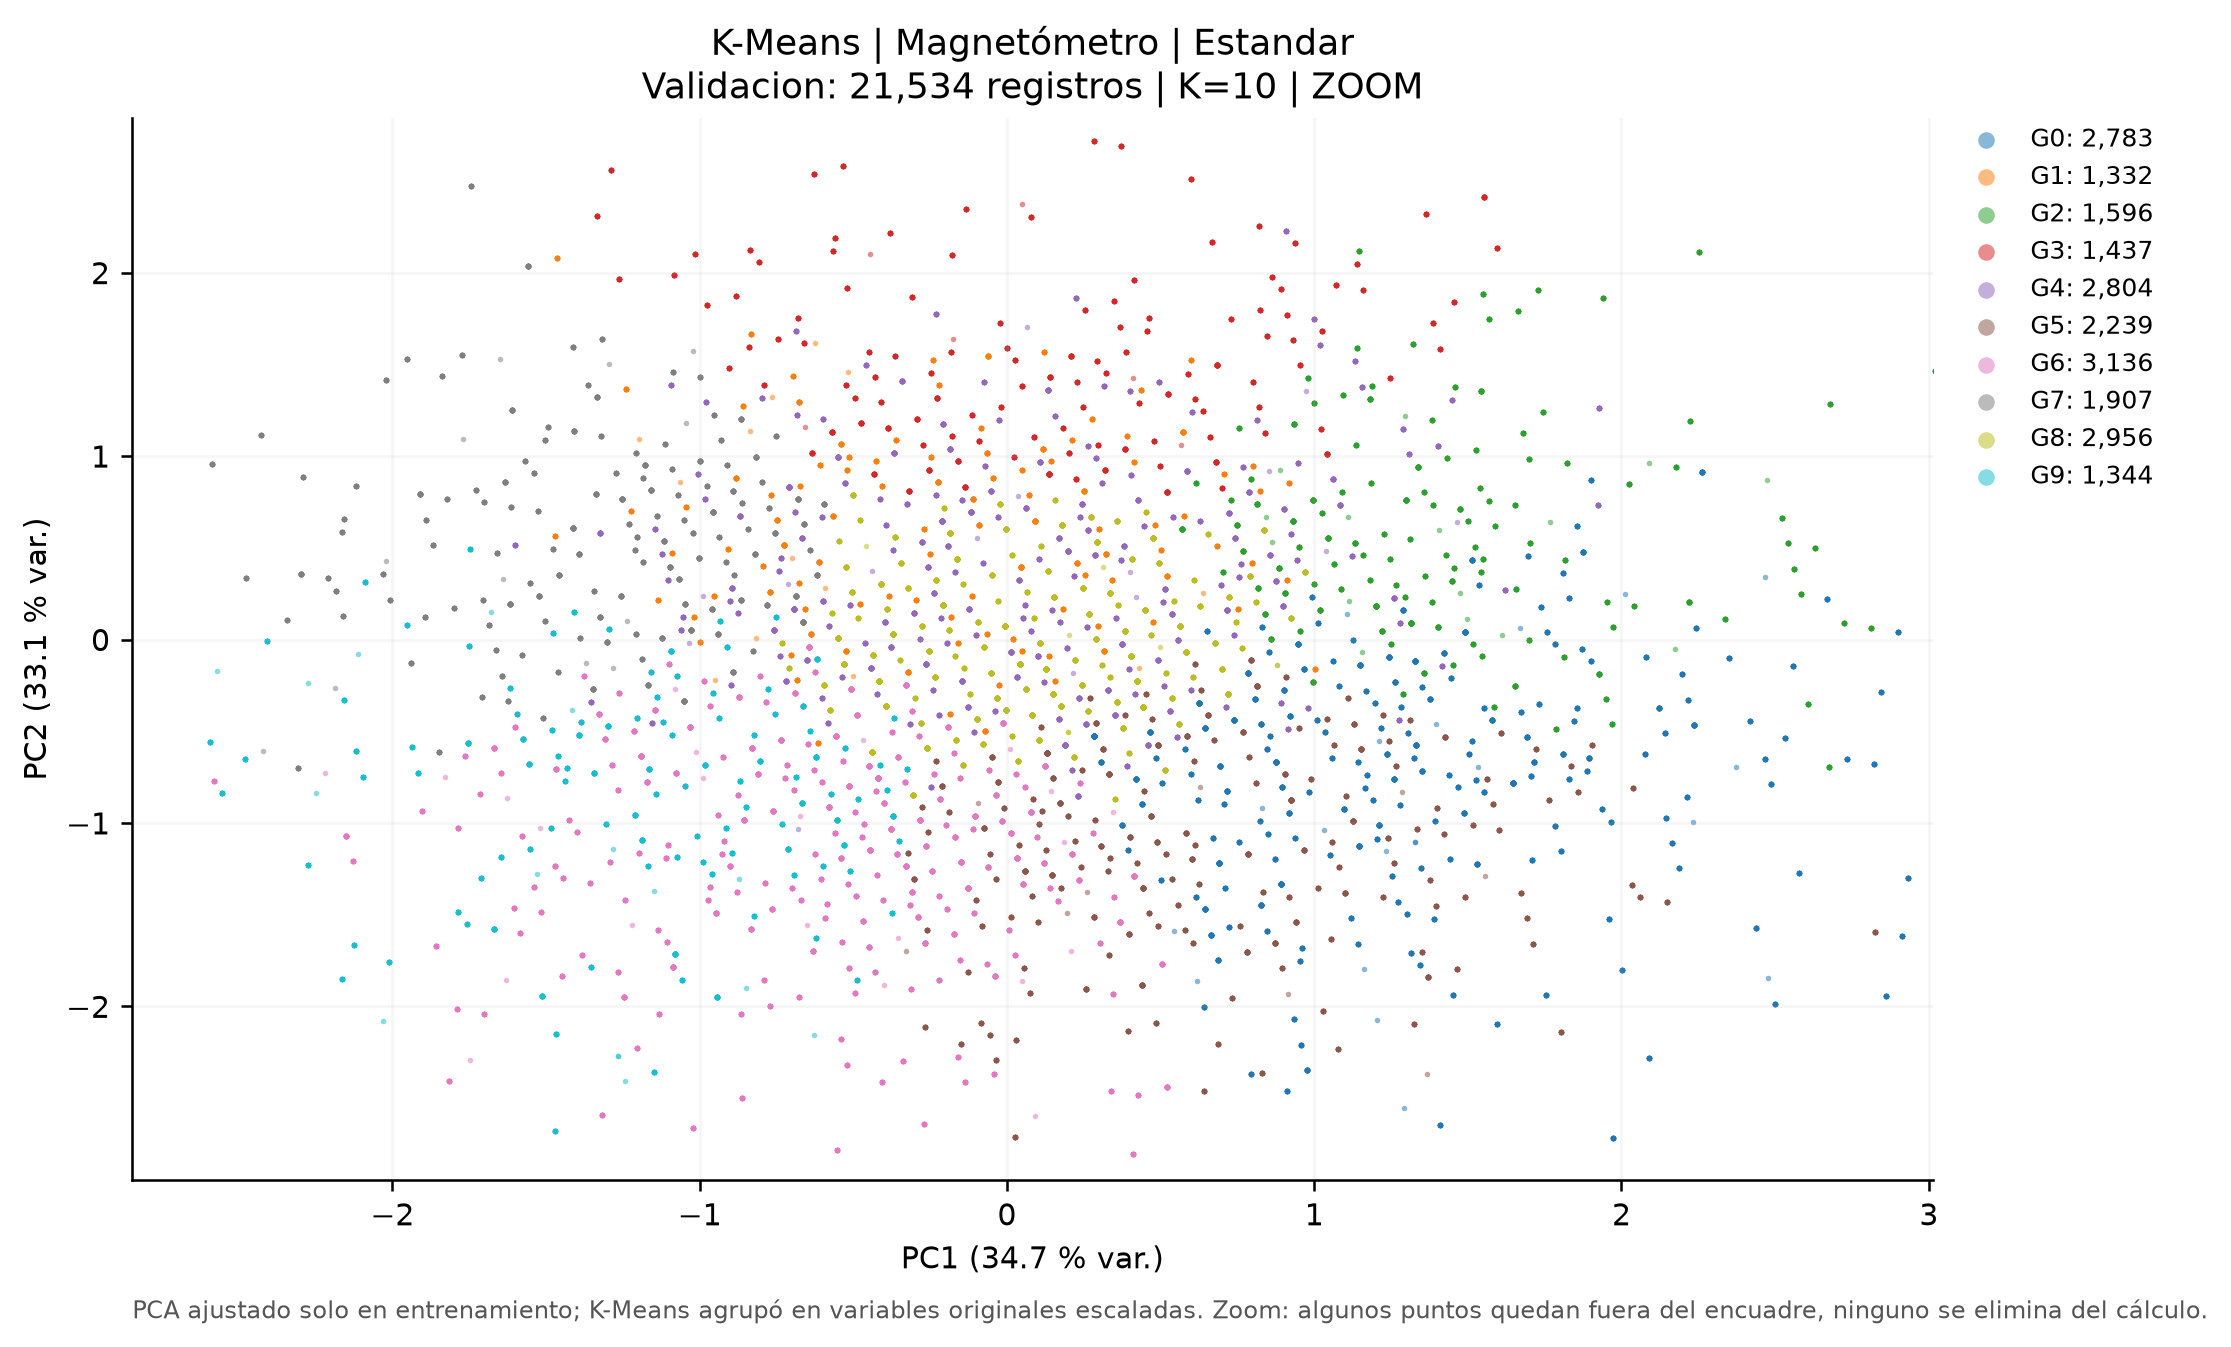 K-Means | Magnetómetro | Estandar
Validacion: 21,534 registros | K=10 | ZOOM
G0: 2,783
G1: 1,332
G2: 1,596
G3: 1,437
G4: 2,804
G5: 2,239
G6: 3,136
G7: 1,907
G8: 2,956
G9: 1,344
PC2 (33.1 % var.)
2
1
0
−1
−2
−2
−1
0
1
2
3
PC1 (34.7 % var.)
PCA ajustado solo en entrenamiento; K-Means agrupó en variables originales escaladas. Zoom: algunos puntos quedan fuera del encuadre, ninguno se elimina del cálculo.